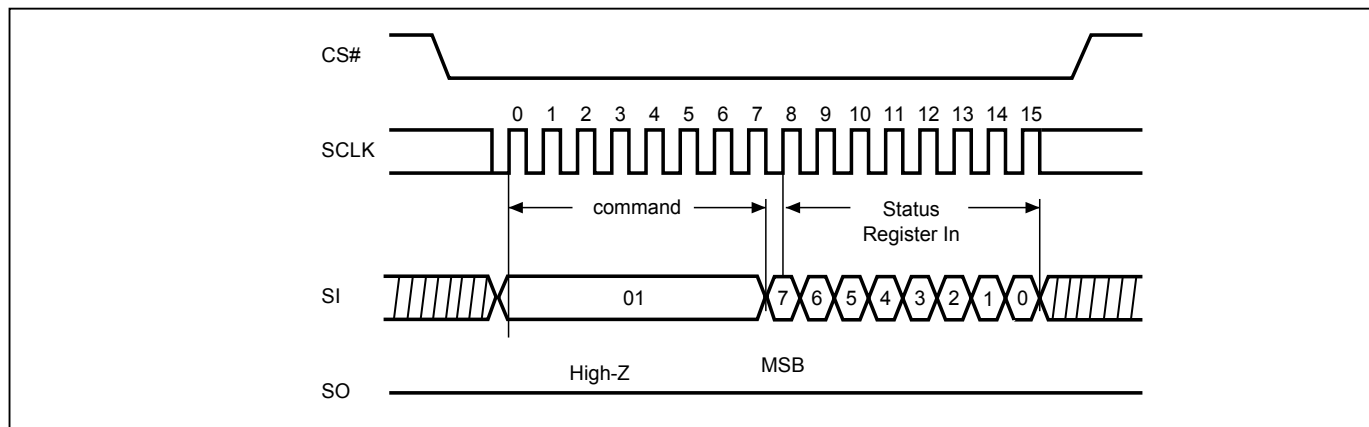 CS#
0 1 2 3 4 5 6 7 8 9 10 11 12 13 14 15
SCLK
command
Status
Register In
SI
01
7 6 5 4 3 2 1 0
High-Z
MSB
SO